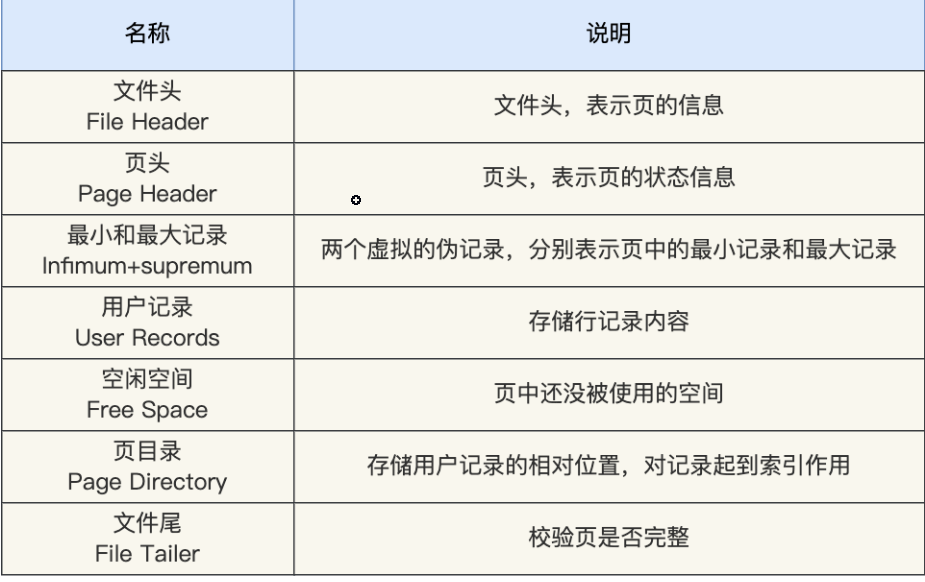 名称
说明
文件头
File Header
文件头，表示页的信息
页头
Page Header
页头，表示页的状态信息
最小和最大记录
Infimum+supremum
两个虚拟的伪记录，分别表示页中的最小记录和最大记录
用户记录
User Records
存储行记录内容
空闲空间
Free Space
页中还没被使用的空间
页目录
Page Directory
存储用户记录的相对位置，对记录起到索引作用
文件尾
File Tailer
校验页是否完整